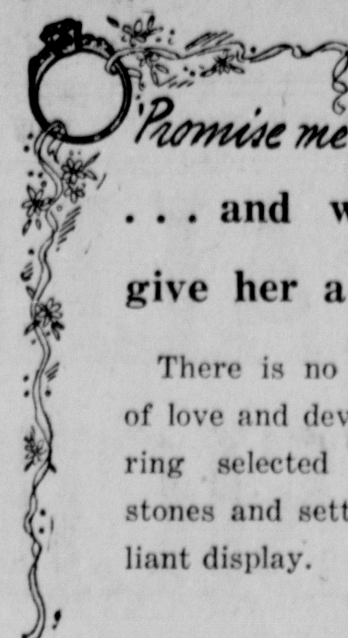 'Promise me
. . . and w
give her a
There is no
of love and dev
ring selected
stones and sett
liant display.